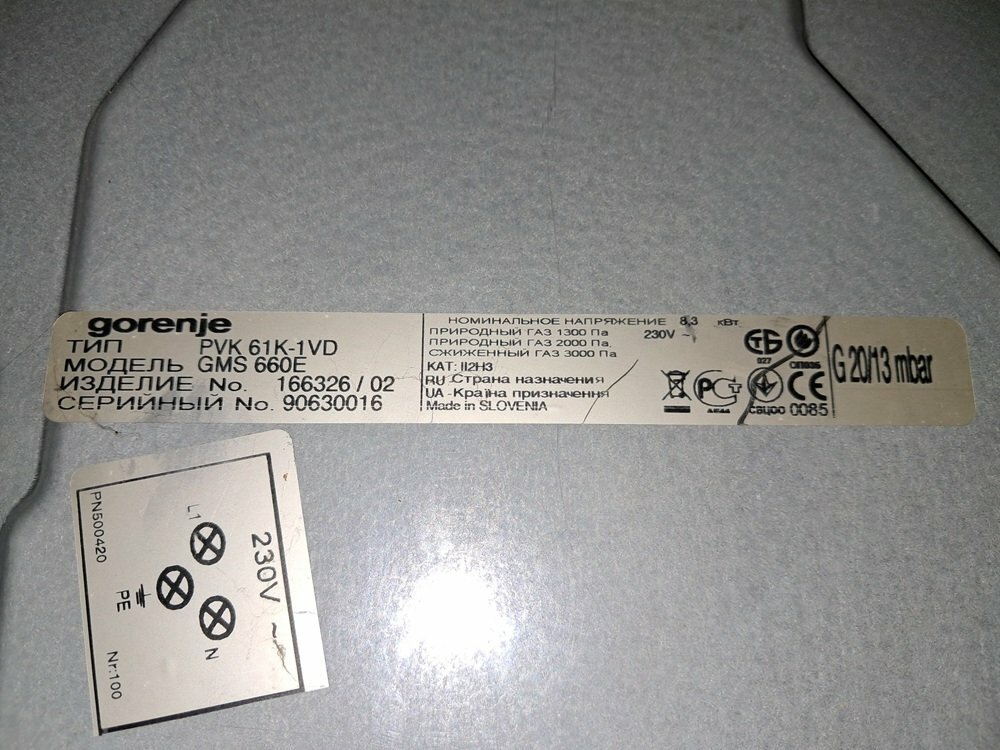 gorenje
ТИП PVK 61K-1VD
МОДЕЛЬ GMS 660E
ИЗДЕЛИЕ No. 166326 / 02
СЕРИЙНЫЙ No. 90630016
НОМИНАЛЬНОЕ НАПРЯЖЕНИЕ 8,3 кВт
ПРИРОДНЫЙ ГАЗ 1300 Па 230V ~
ПРИРОДНЫЙ ГАЗ 2000 Па
СЖИЖЕННЫЙ ГАЗ 3000 Па
КАТ: II2H3
RU - Страна назначения
UA - Країна призначення
Made in SLOVENIA
027
0085
G 20/13 mbar
230V ~
L1
PE
N
PN500420
Nr:100